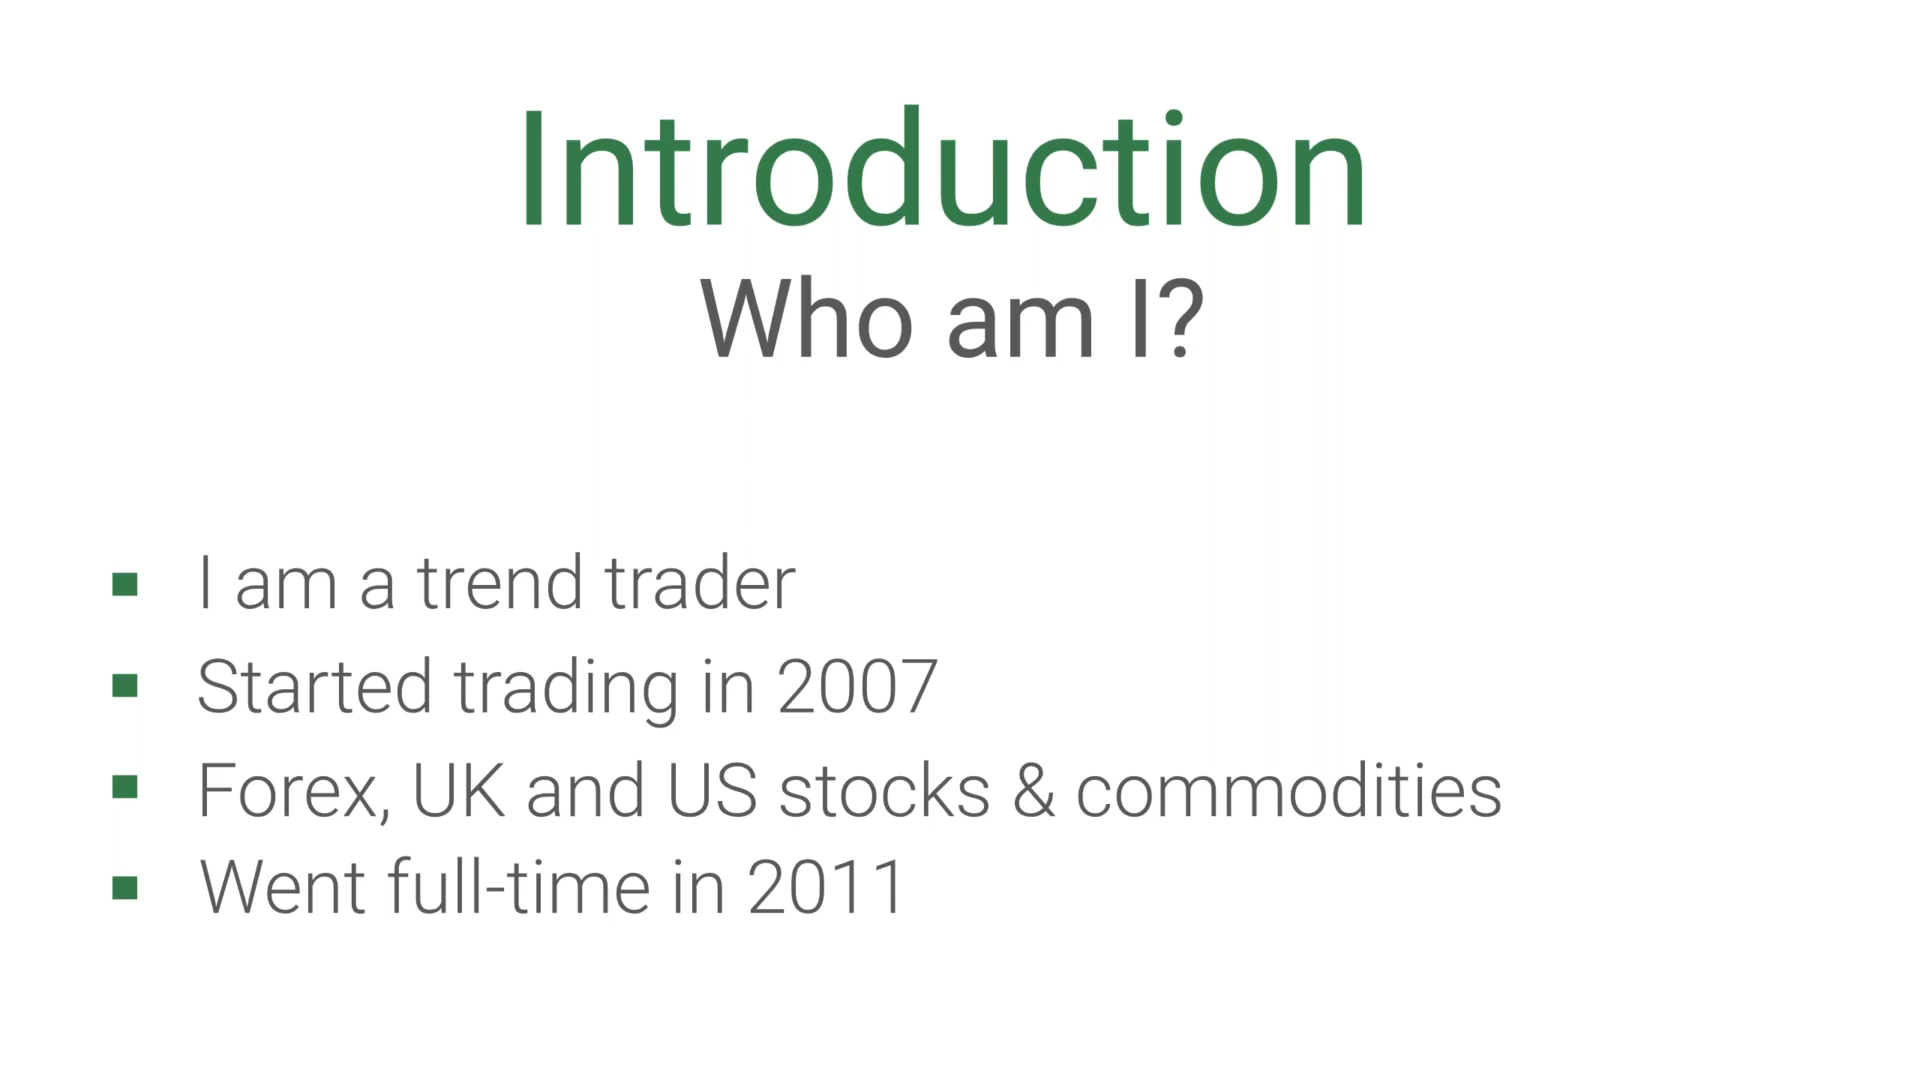 Introduction
Who am I?
I am a trend trader
Started trading in 2007
Forex, UK and US stocks & commodities
Went full-time in 2011